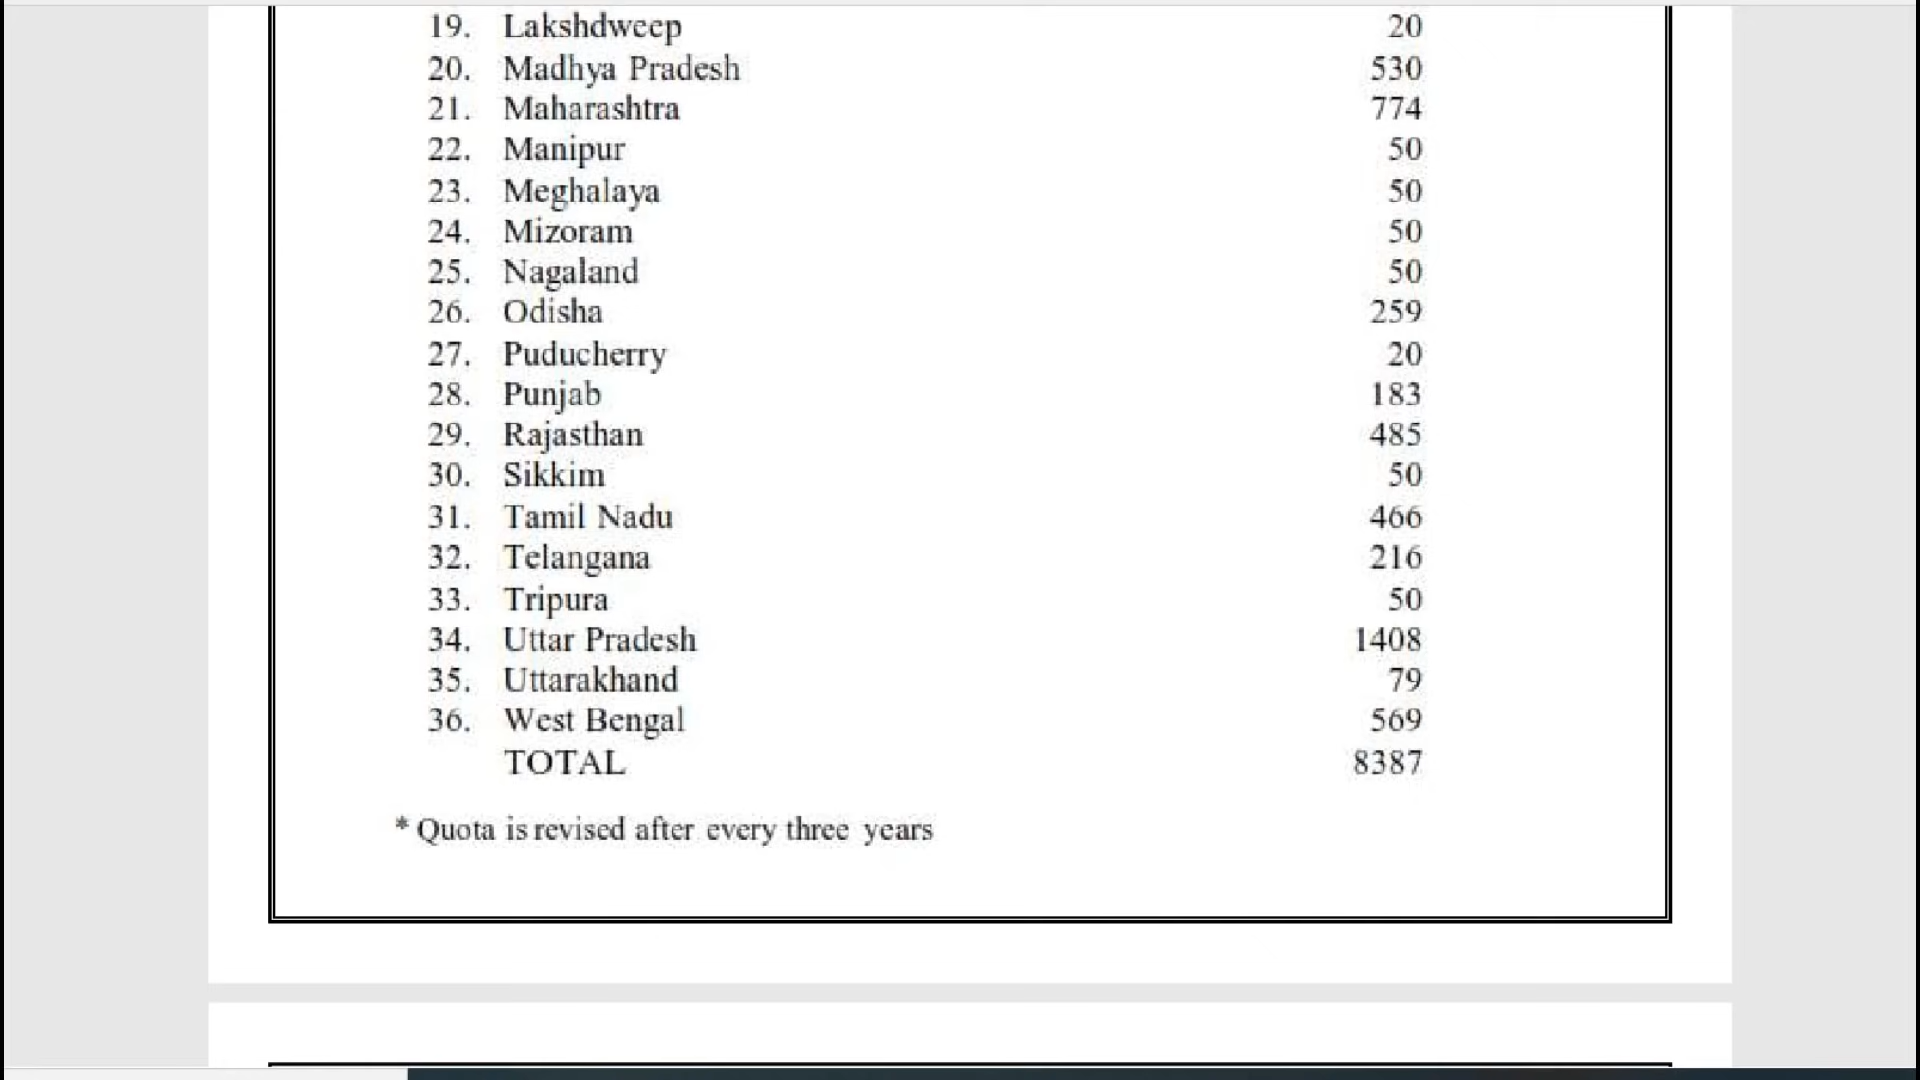 19. Lakshdweep 20
20. Madhya Pradesh 530
21. Maharashtra 774
22. Manipur 50
23. Meghalaya 50
24. Mizoram 50
25. Nagaland 50
26. Odisha 259
27. Puducherry 20
28. Punjab 183
29. Rajasthan 485
30. Sikkim 50
31. Tamil Nadu 466
32. Telangana 216
33. Tripura 50
34. Uttar Pradesh 1408
35. Uttarakhand 79
36. West Bengal 569
TOTAL 8387
* Quota is revised after every three years